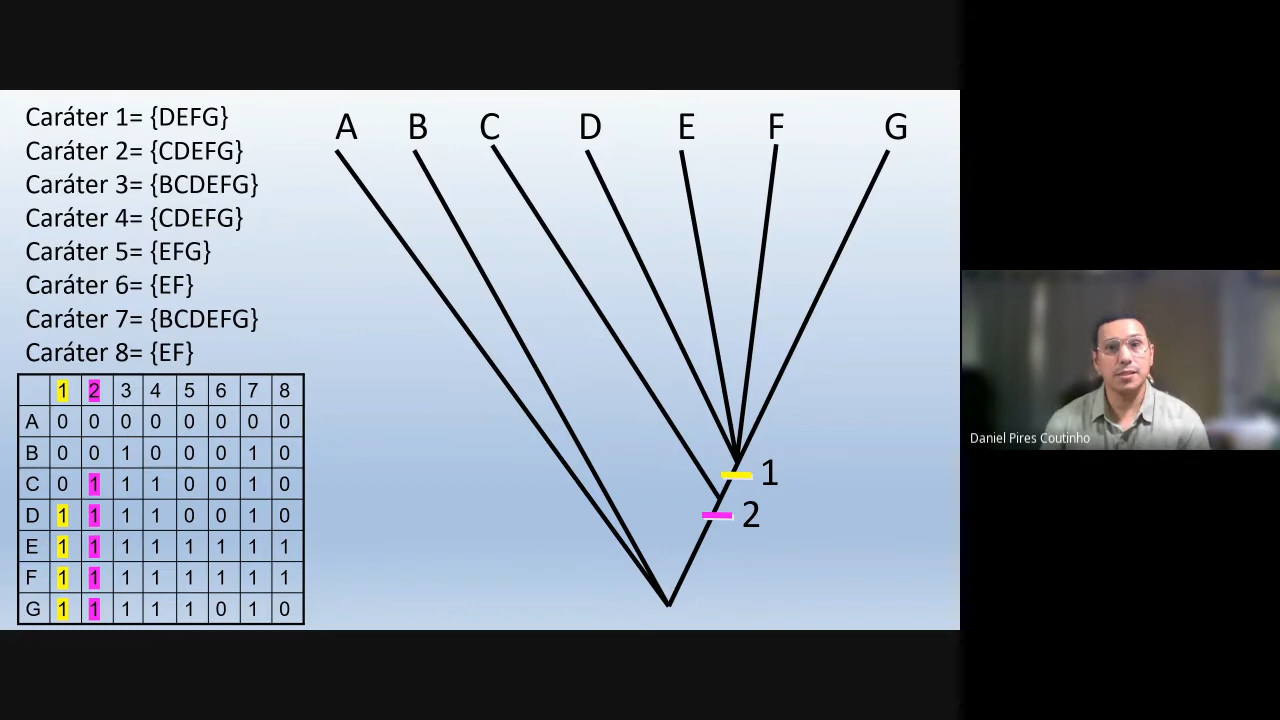 Caráter 1= {DEFG}
Caráter 2= {CDEFG}
Caráter 3= {BCDEFG}
Caráter 4= {CDEFG}
Caráter 5= {EFG}
Caráter 6= {EF}
Caráter 7= {BCDEFG}
Caráter 8= {EF}
1 2 3 4 5 6 7 8
A 0 0 0 0 0 0 0 0
B 0 0 1 0 0 0 1 0
C 0 1 1 1 0 0 1 0
D 1 1 1 1 0 0 1 0
E 1 1 1 1 1 1 1 1
F 1 1 1 1 1 1 1 1
G 1 1 1 1 1 0 1 0
A B C D E F G
1
2
Daniel Pires Coutinho